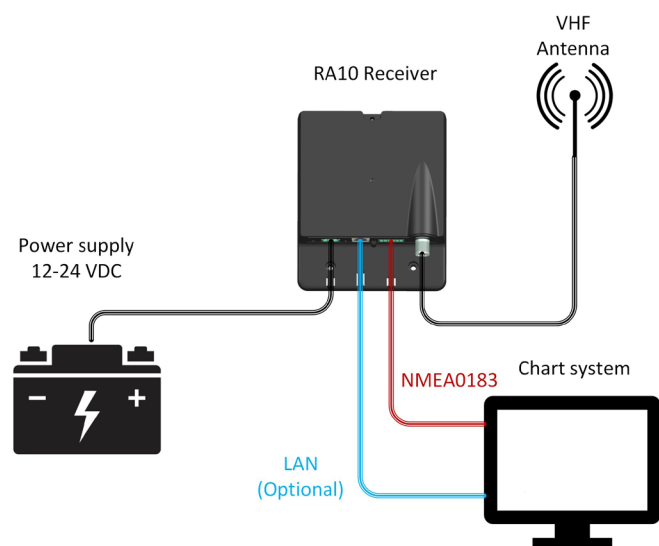 VHF
Antenna
RA10 Receiver
Power supply
12-24 VDC
NMEA0183
Chart system
LAN
(Optional)